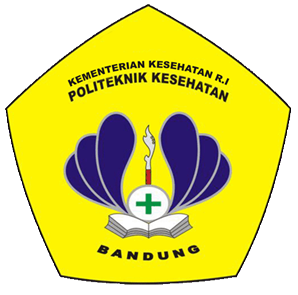 KEMENTERIAN KESEHATAN R.I
POLITEKNIK KESEHATAN
BANDUNG